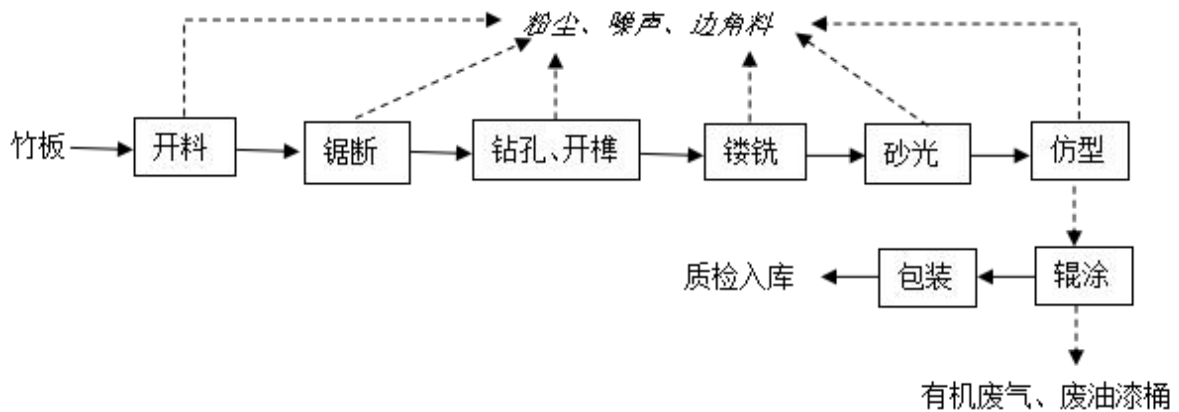 粉尘、噪声、边角料
竹板
开料
锯断
钻孔、开榫
镂铣
砂光
仿型
质检入库
包装
辊涂
有机废气、废油漆桶